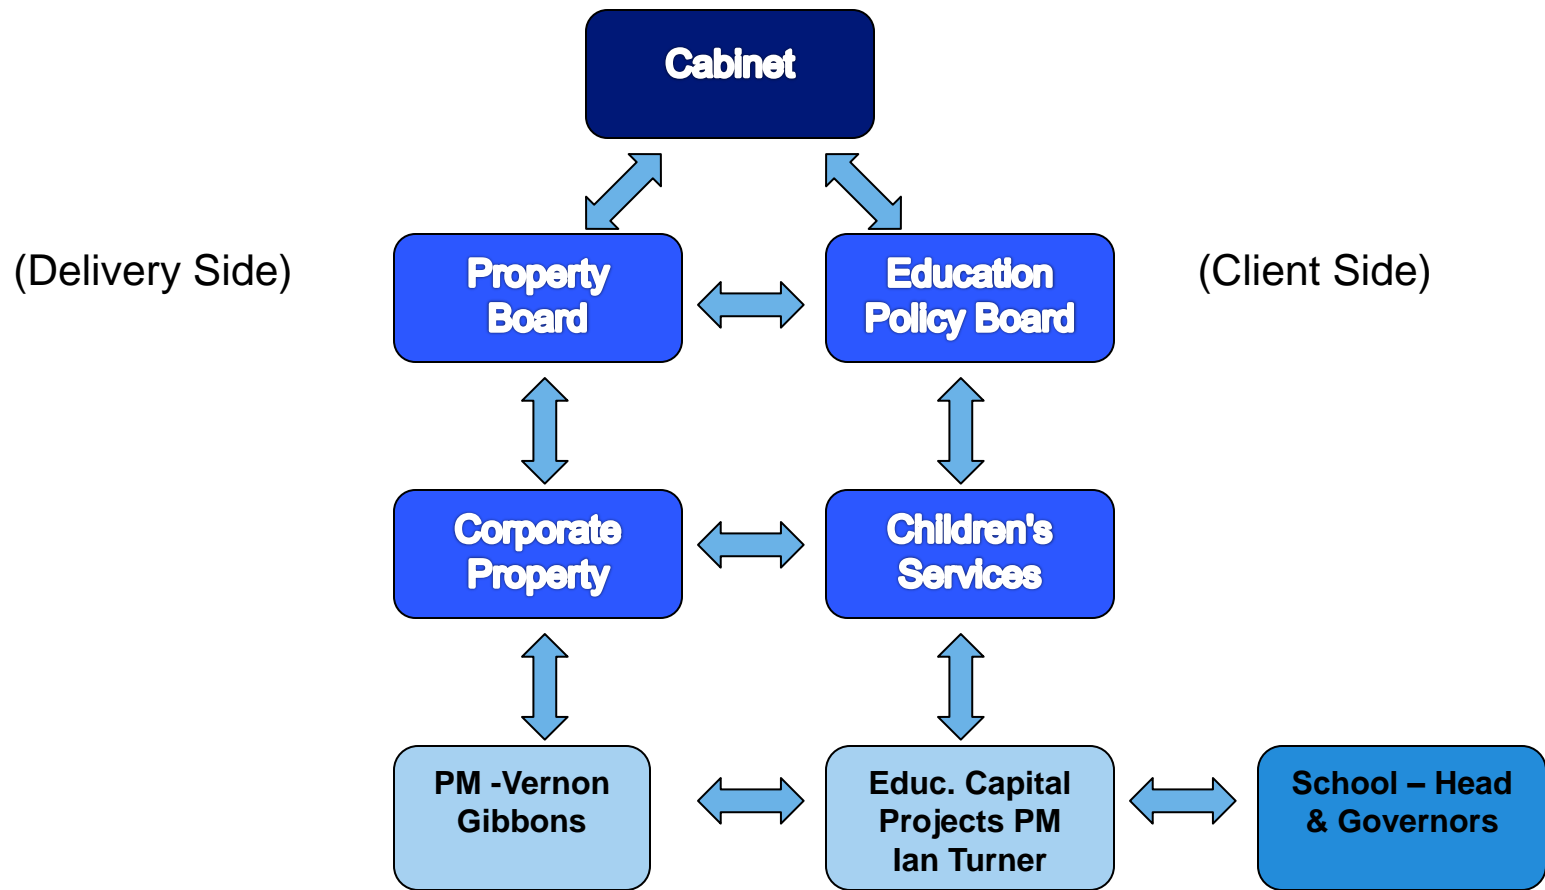 Cabinet
(Delivery Side)
Property
Board
Education
Policy Board
(Client Side)
Corporate
Property
Children's
Services
PM -Vernon
Gibbons
Educ. Capital
Projects PM
Ian Turner
School – Head
& Governors